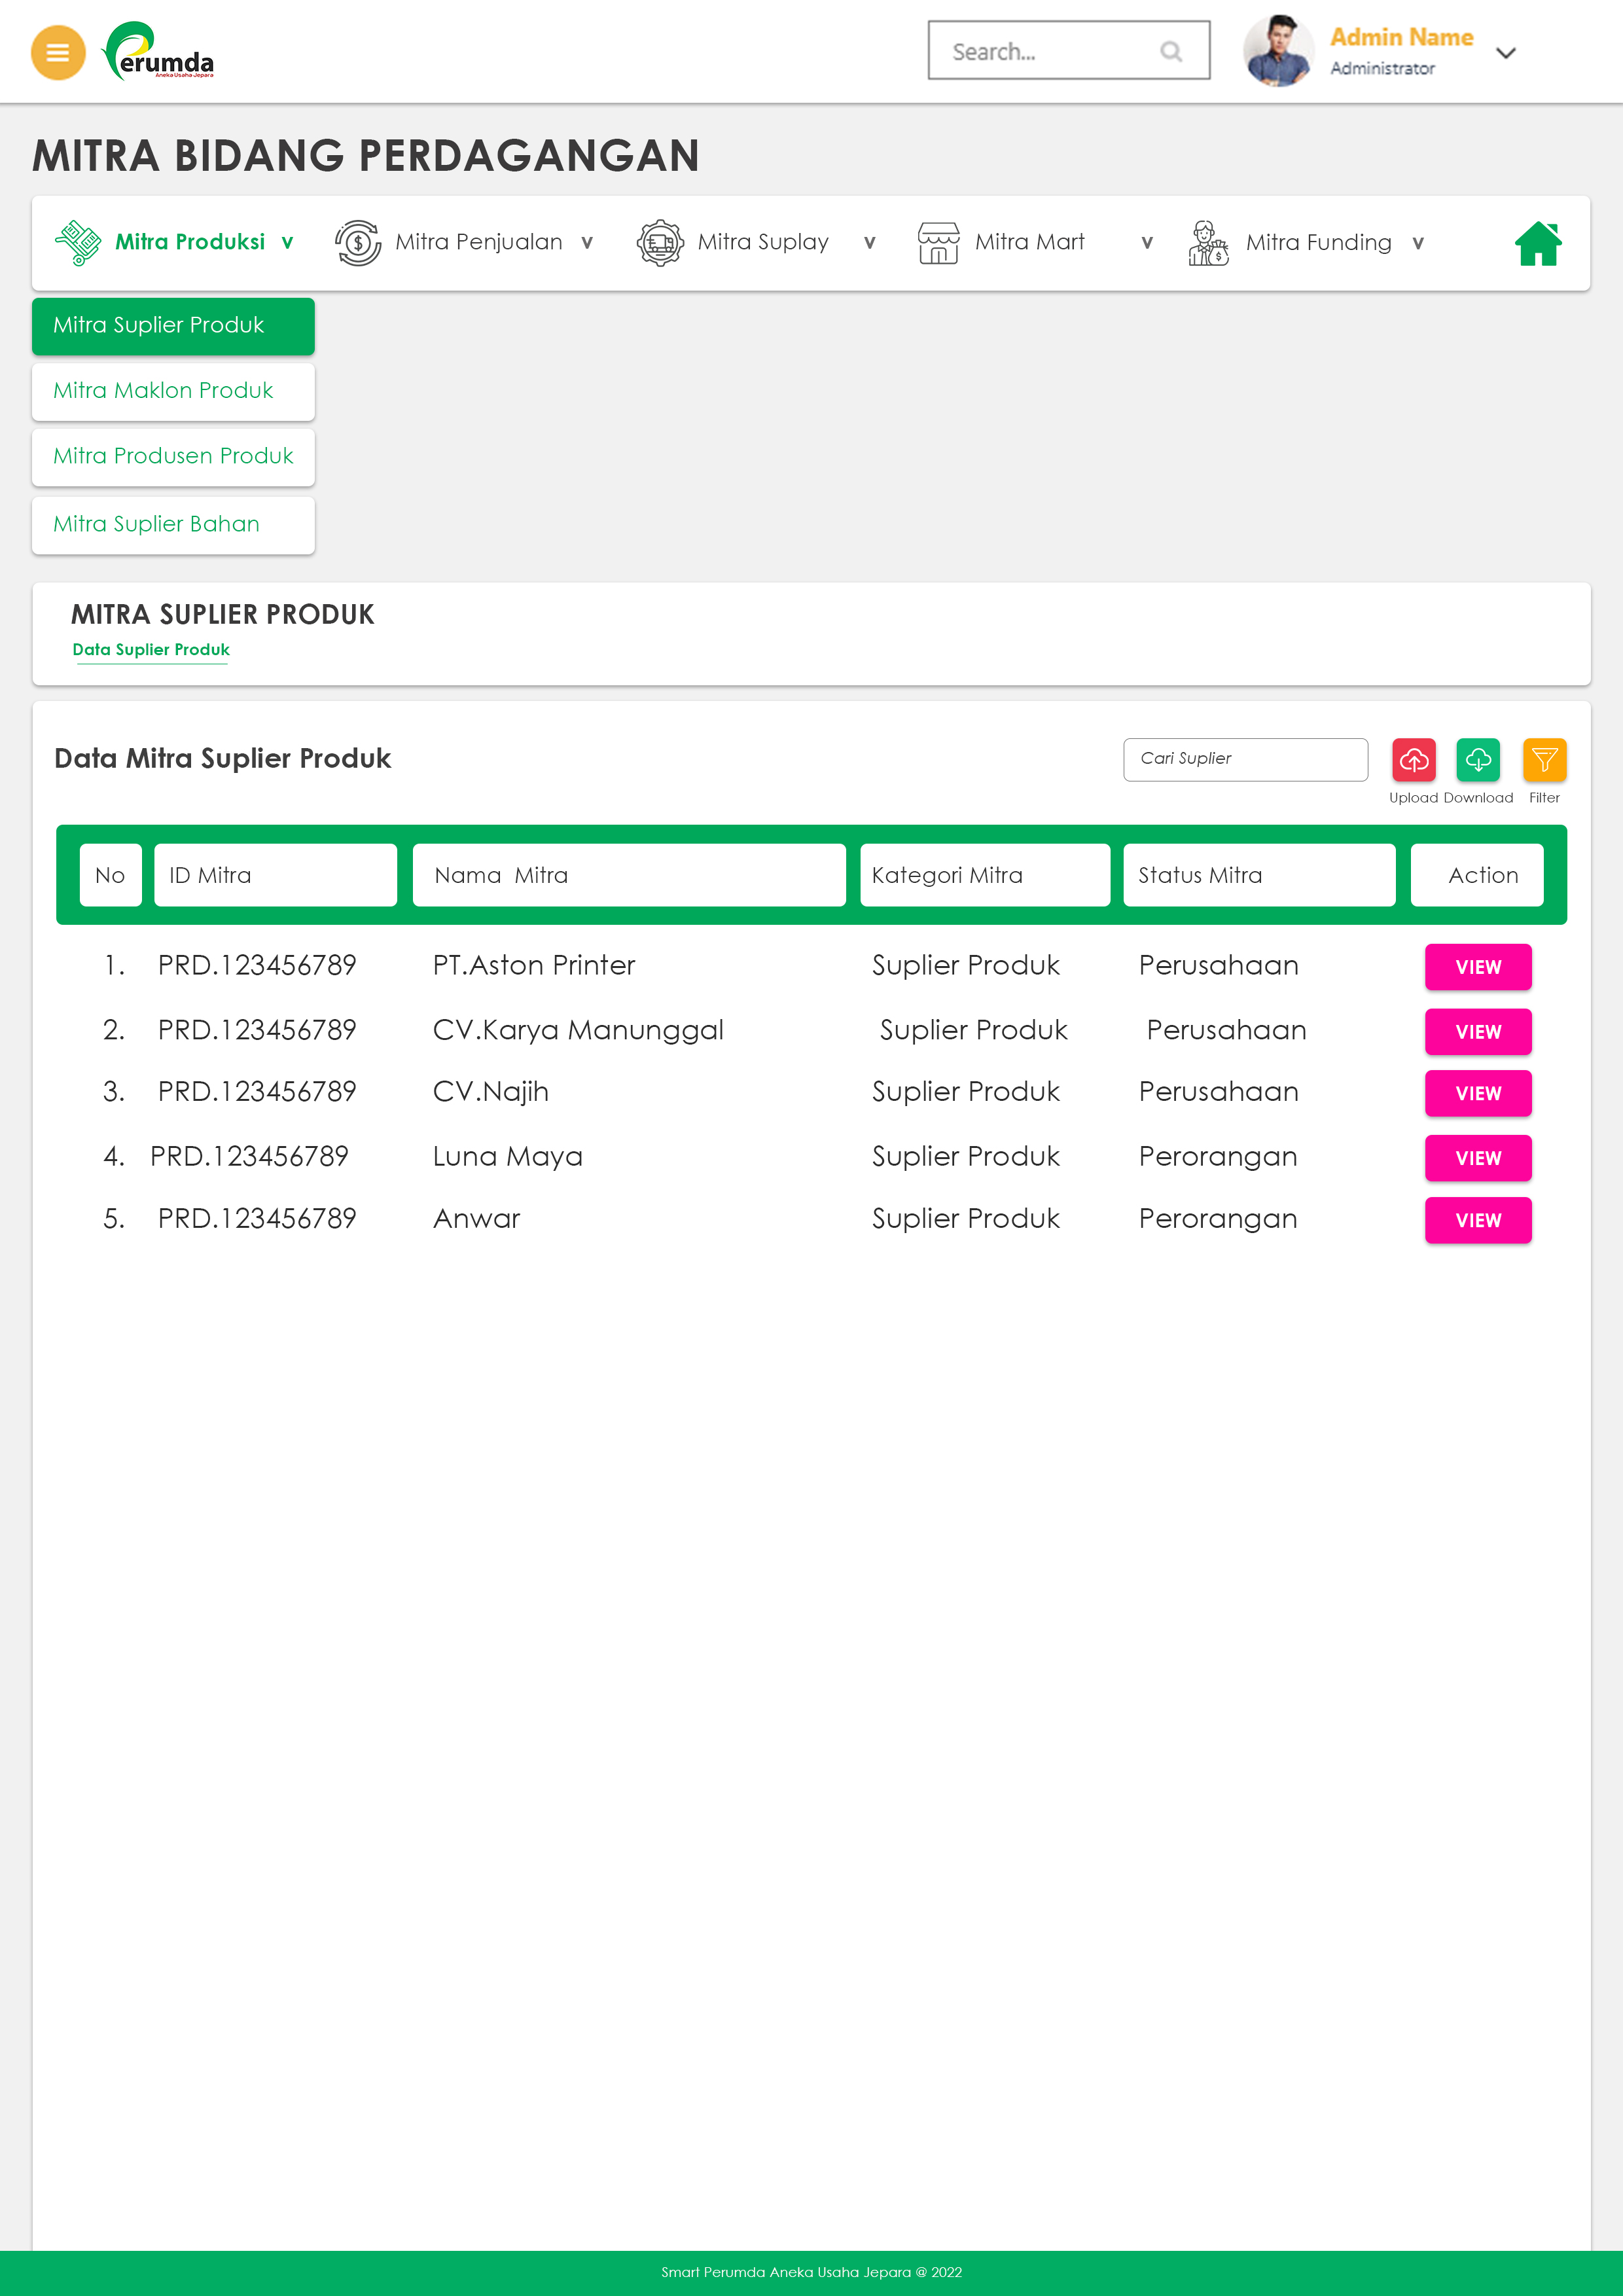 Perumda
Aneka Usaha Jepara
Search...
Admin Name
Administrator
MITRA BIDANG PERDAGANGAN
Mitra Produksi v Mitra Penjualan v Mitra Suplay v Mitra Mart v Mitra Funding v
Mitra Suplier Produk
Mitra Maklon Produk
Mitra Produsen Produk
Mitra Suplier Bahan
MITRA SUPLIER PRODUK
Data Suplier Produk
Data Mitra Suplier Produk
Cari Suplier
Upload Download Filter
No ID Mitra Nama Mitra Kategori Mitra Status Mitra Action
1. PRD.123456789 PT.Aston Printer Suplier Produk Perusahaan VIEW
2. PRD.123456789 CV.Karya Manunggal Suplier Produk Perusahaan VIEW
3. PRD.123456789 CV.Najih Suplier Produk Perusahaan VIEW
4. PRD.123456789 Luna Maya Suplier Produk Perorangan VIEW
5. PRD.123456789 Anwar Suplier Produk Perorangan VIEW
Smart Perumda Aneka Usaha Jepara @ 2022